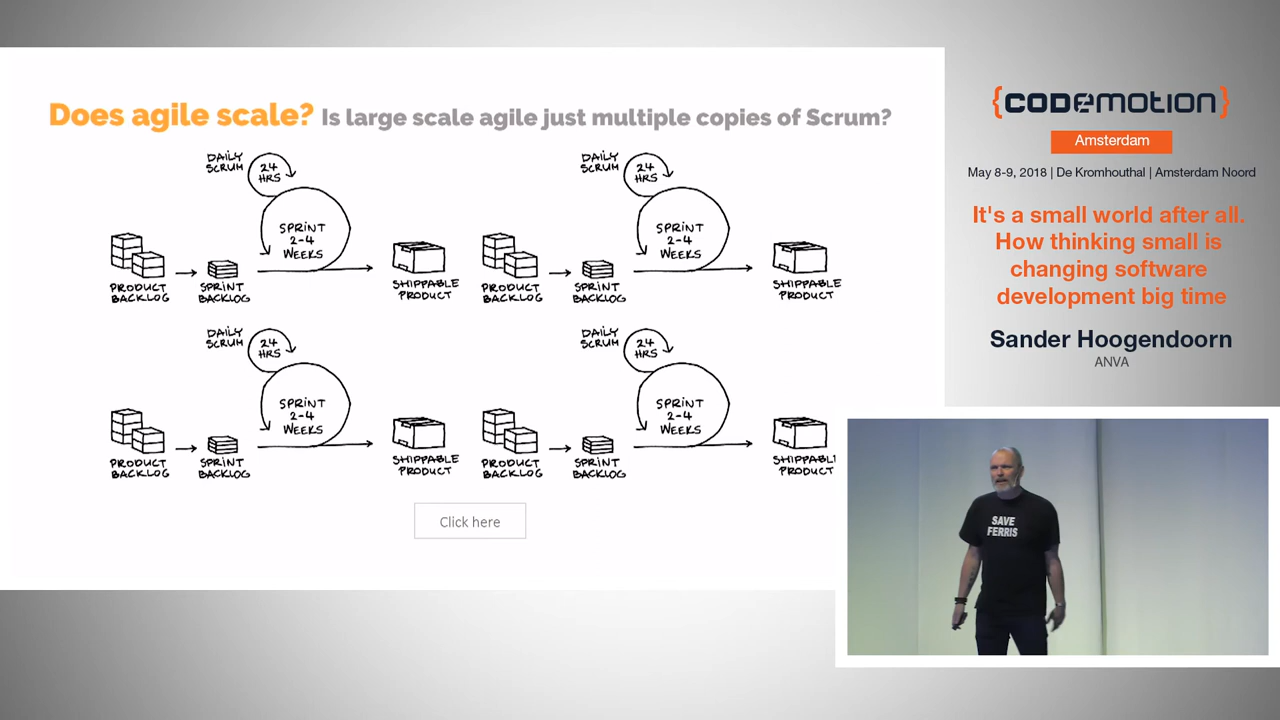 Does agile scale? Is large scale agile just multiple copies of Scrum?
DAILY
SCRUM
24
HRS
SPRINT
2-4
WEEKS
PRODUCT
BACKLOG
SPRINT
BACKLOG
SHIPPABLE
PRODUCT
DAILY
SCRUM
24
HRS
SPRINT
2-4
WEEKS
PRODUCT
BACKLOG
SPRINT
BACKLOG
SHIPPABLE
PRODUCT
DAILY
SCRUM
24
HRS
SPRINT
2-4
WEEKS
PRODUCT
BACKLOG
SPRINT
BACKLOG
SHIPPABLE
PRODUCT
DAILY
SCRUM
24
HRS
SPRINT
2-4
WEEKS
PRODUCT
BACKLOG
SPRINT
BACKLOG
SHIPPABL
PRODUCT
Click here
{CODEMOTION}
Amsterdam
May 8-9, 2018 | De Kromhouthal | Amsterdam Noord
It's a small world after all.
How thinking small is
changing software
development big time
Sander Hoogendoorn
ANVA
SAVE
FERRIS